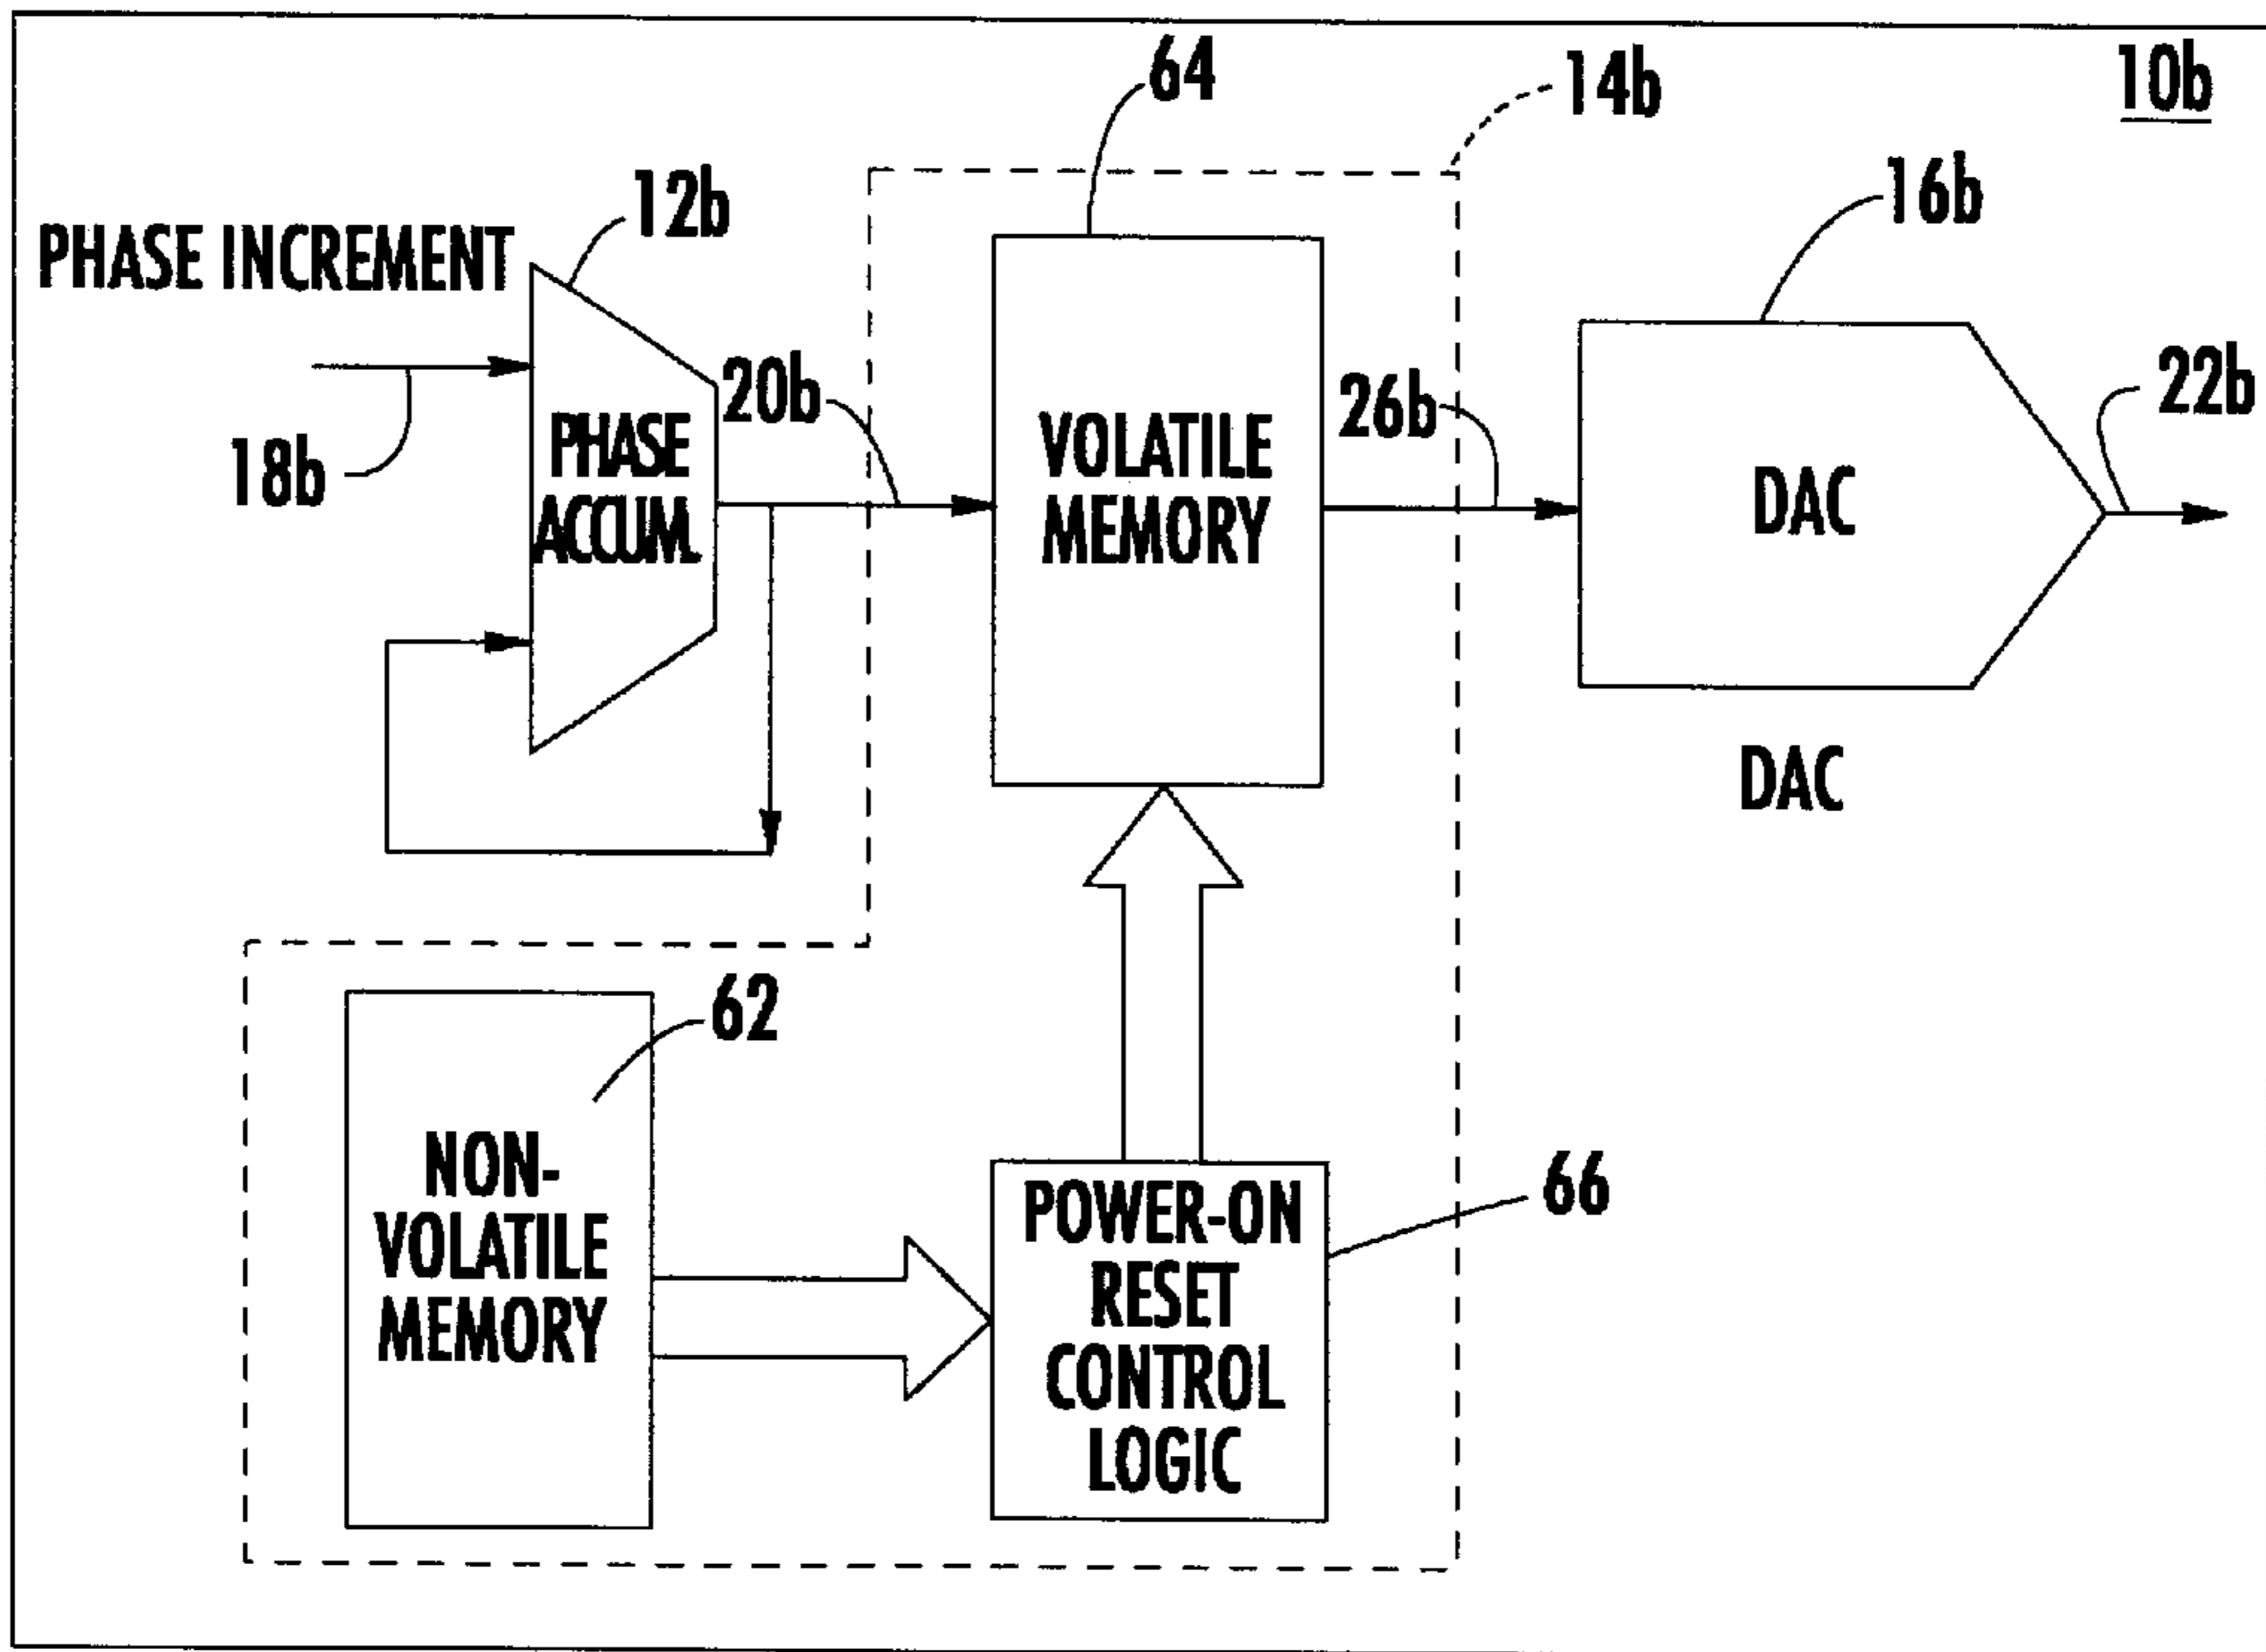 64
14b
10b
12b
16b
PHASE INCREMENT
20b
26b
22b
18b
PHASE
ACCUM.
VOLATILE
MEMORY
DAC
DAC
62
NON-
VOLATILE
MEMORY
POWER-ON
RESET
CONTROL
LOGIC
66